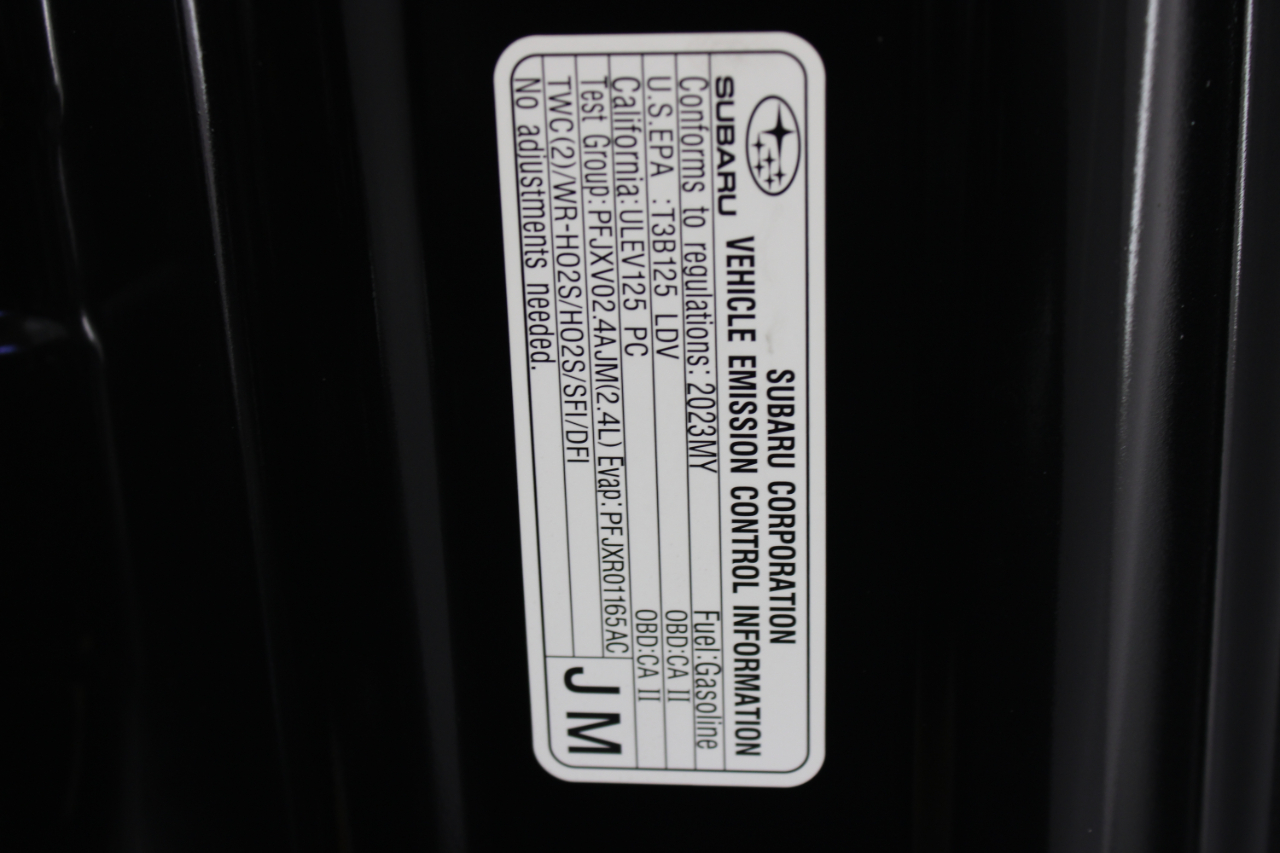 SUBARU CORPORATION
SUBARU VEHICLE EMISSION CONTROL INFORMATION
Conforms to regulations: 2023MY Fuel:Gasoline
U.S.EPA :T3B125 LDV OBD:CA II
California:ULEV125 PC OBD:CA II
Test Group:PFJXV02.4AJM(2.4L) Evap:PFJXR01165AC
TWC(2)/WR-HO2S/HO2S/SFI/DFI
No adjustments needed.
JM